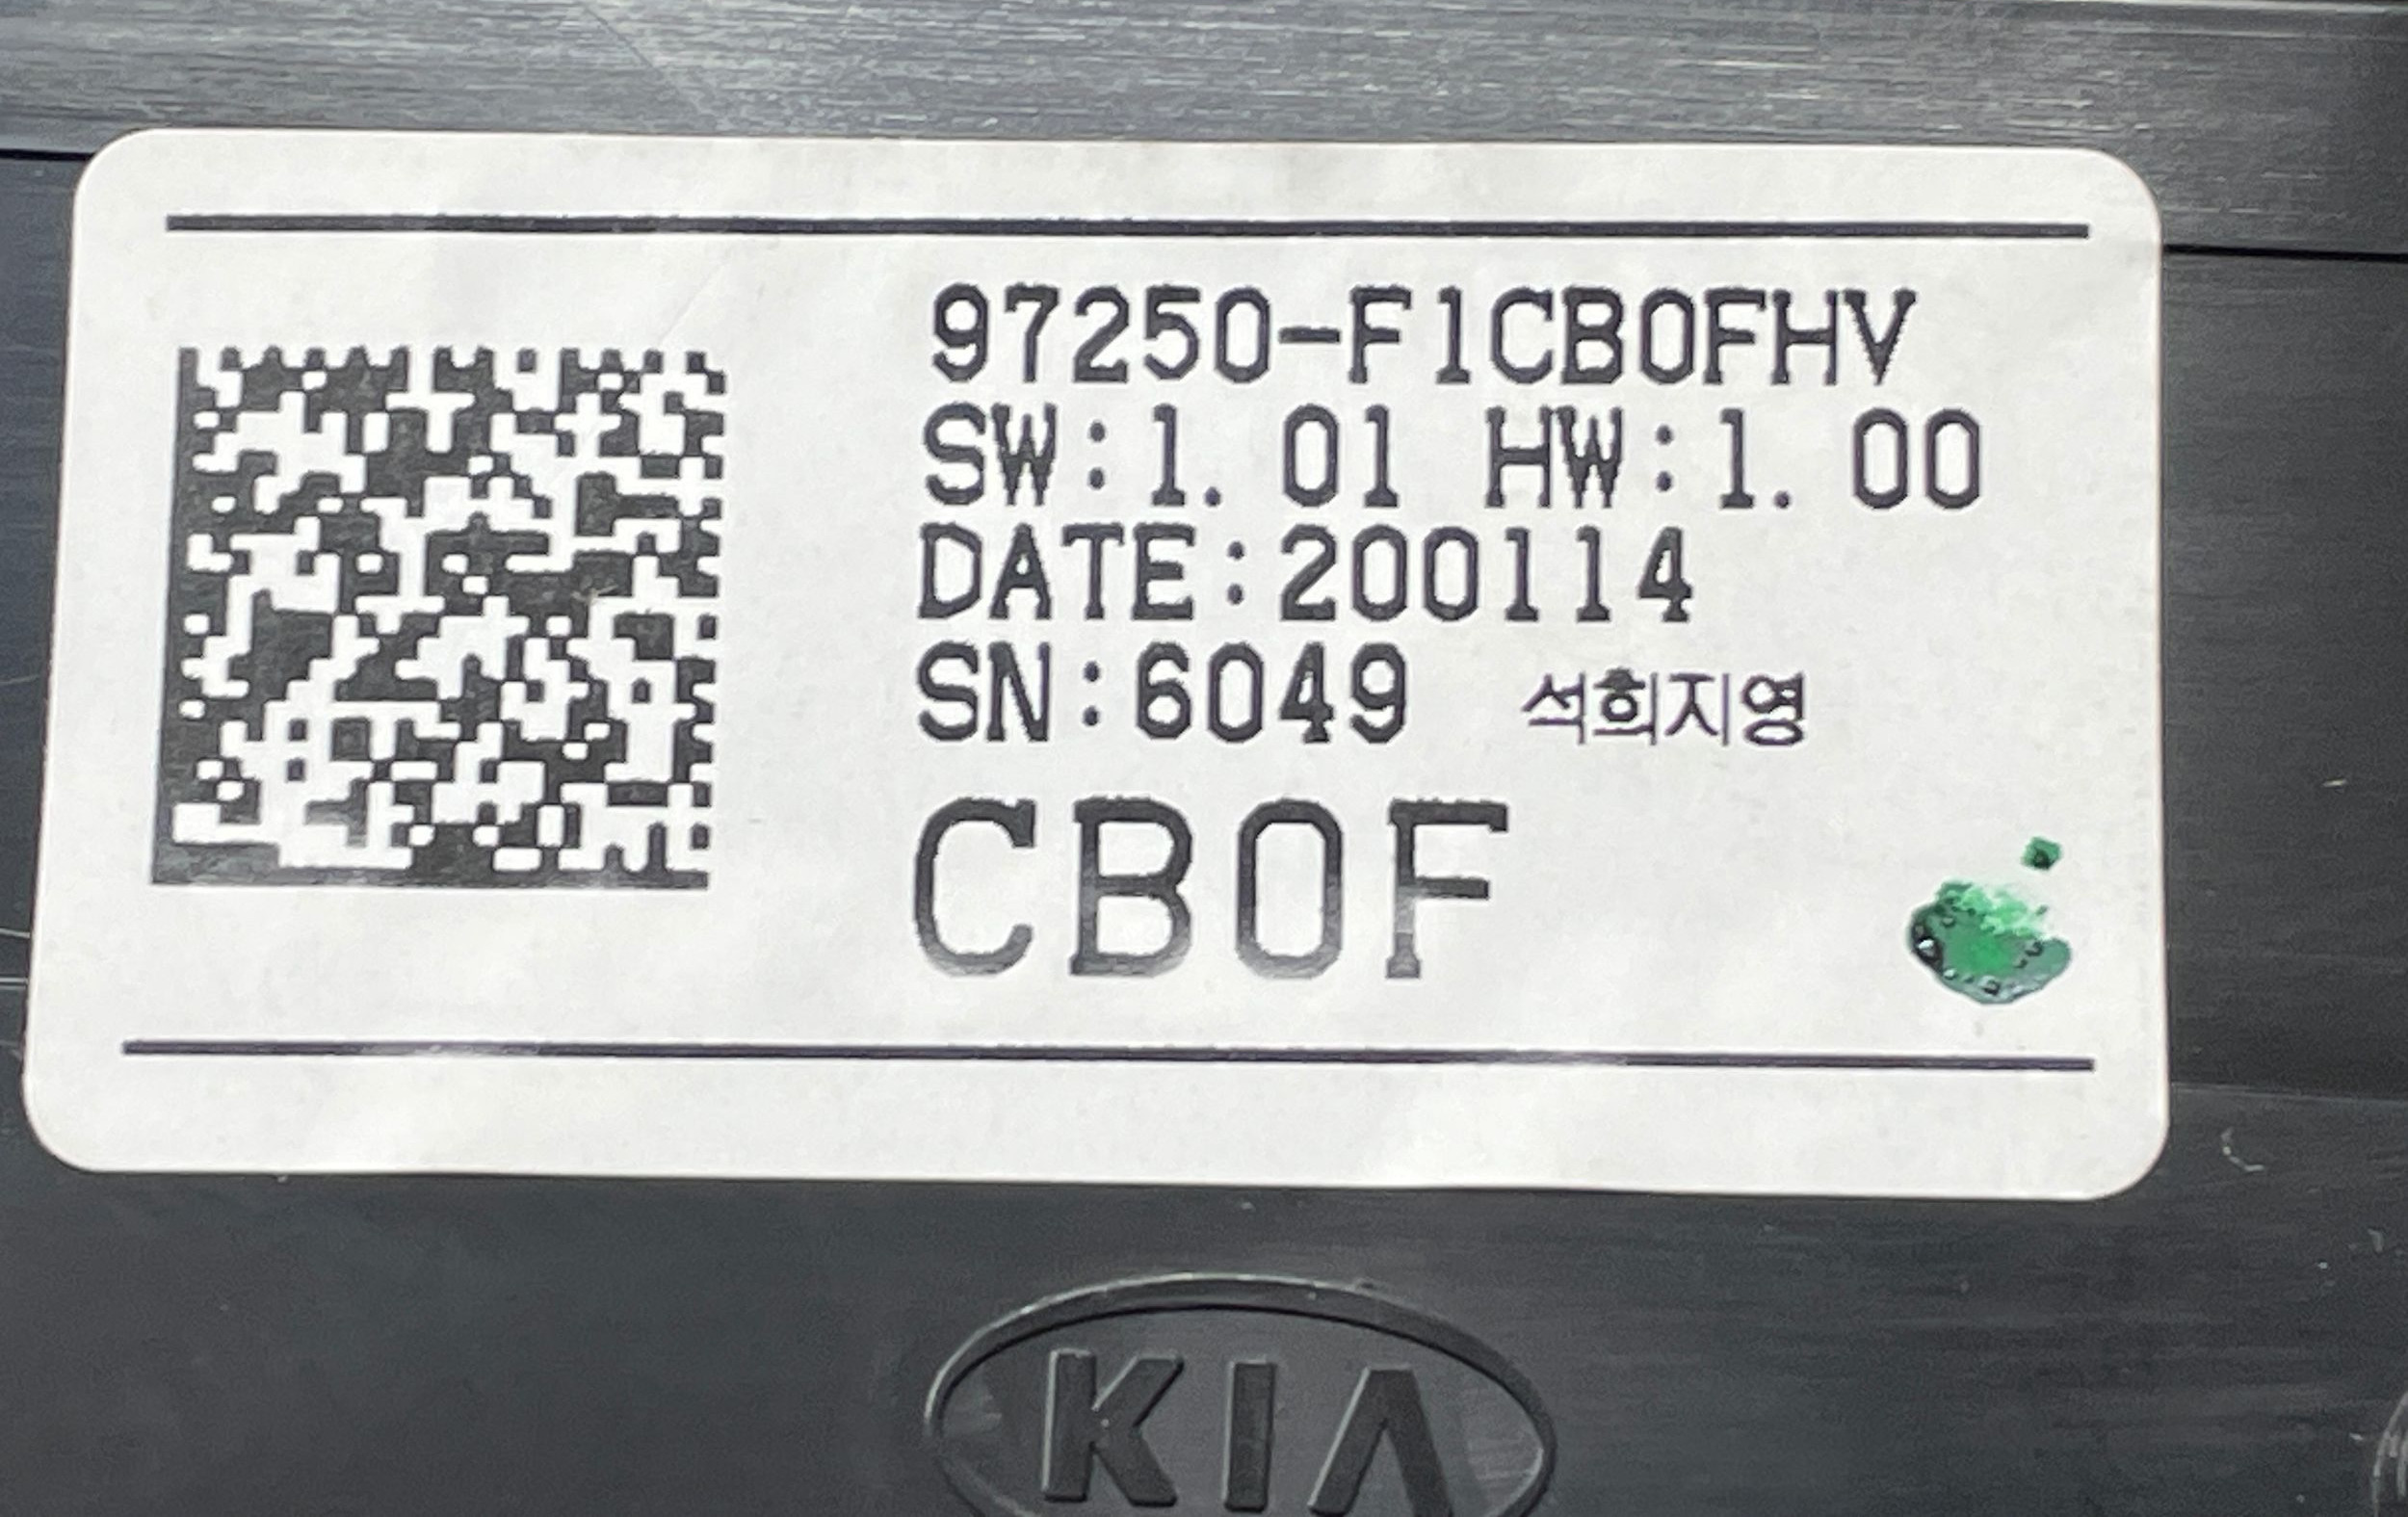 97250-F1CB0FHV
SW:1.01 HW:1.00
DATE:200114
SN:6049 석희지영
CB0F
KIA